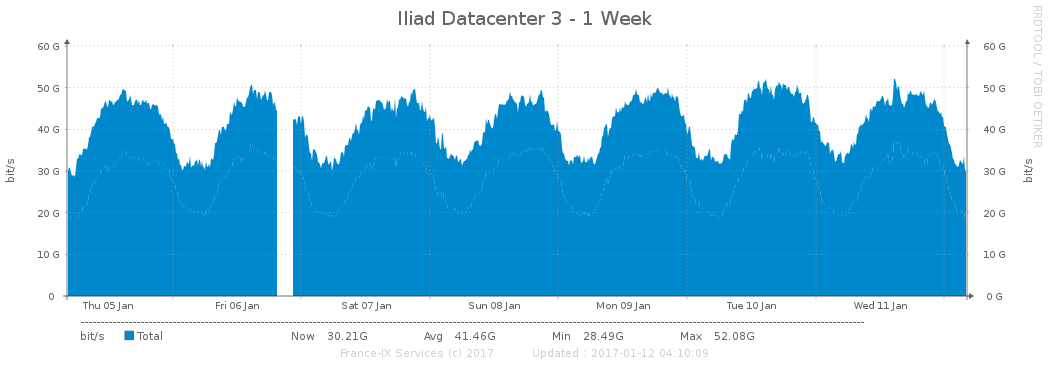 Iliad Datacenter 3 - 1 Week
RRDTOOL / TOBI OETIKER
bit/s
bit/s
60 G 60 G
50 G 50 G
40 G 40 G
30 G 30 G
20 G 20 G
10 G 10 G
0 0 G
Thu 05 Jan Fri 06 Jan Sat 07 Jan Sun 08 Jan Mon 09 Jan Tue 10 Jan Wed 11 Jan
bit/s Total Now 30.21G Avg 41.46G Min 28.49G Max 52.08G
France-IX Services (c) 2017 Updated : 2017-01-12 04:10:09